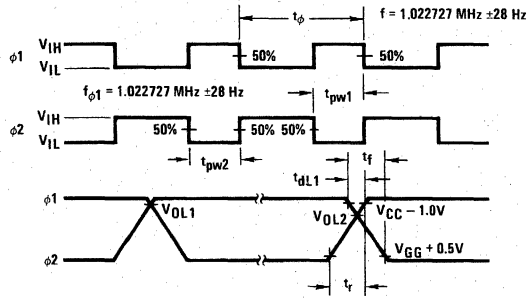 tϕ
f = 1.022727 MHz ±28 Hz
VIH
ϕ1
VIL
50%
50%
fϕ1 = 1.022727 MHz ±28 Hz
tpw1
VIH
ϕ2
VIL
50%
50%
50%
tpw2
tf
tdL1
ϕ1
VOL1
VOL2
VCC − 1.0V
VGG + 0.5V
ϕ2
tr